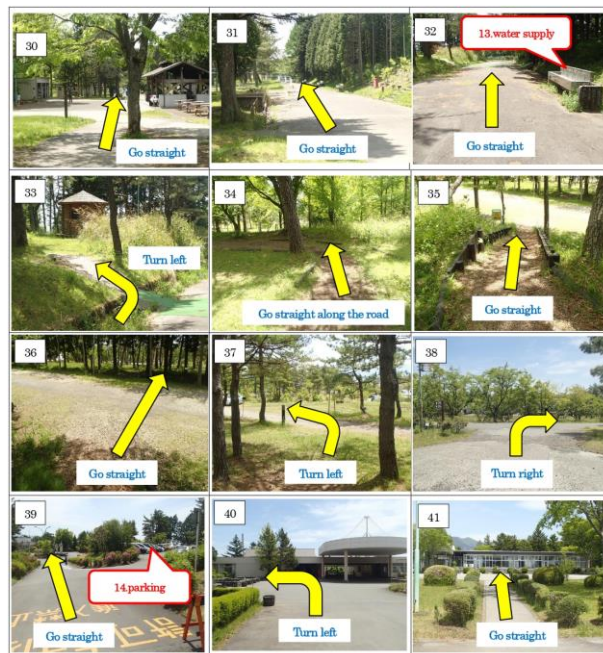 30
Go straight
31
Go straight
32
13.water supply
Go straight
33
Turn left
34
Go straight along the road
35
Go straight
36
Go straight
37
Turn left
38
Turn right
39
14.parking
Go straight
40
Turn left
41
Go straight